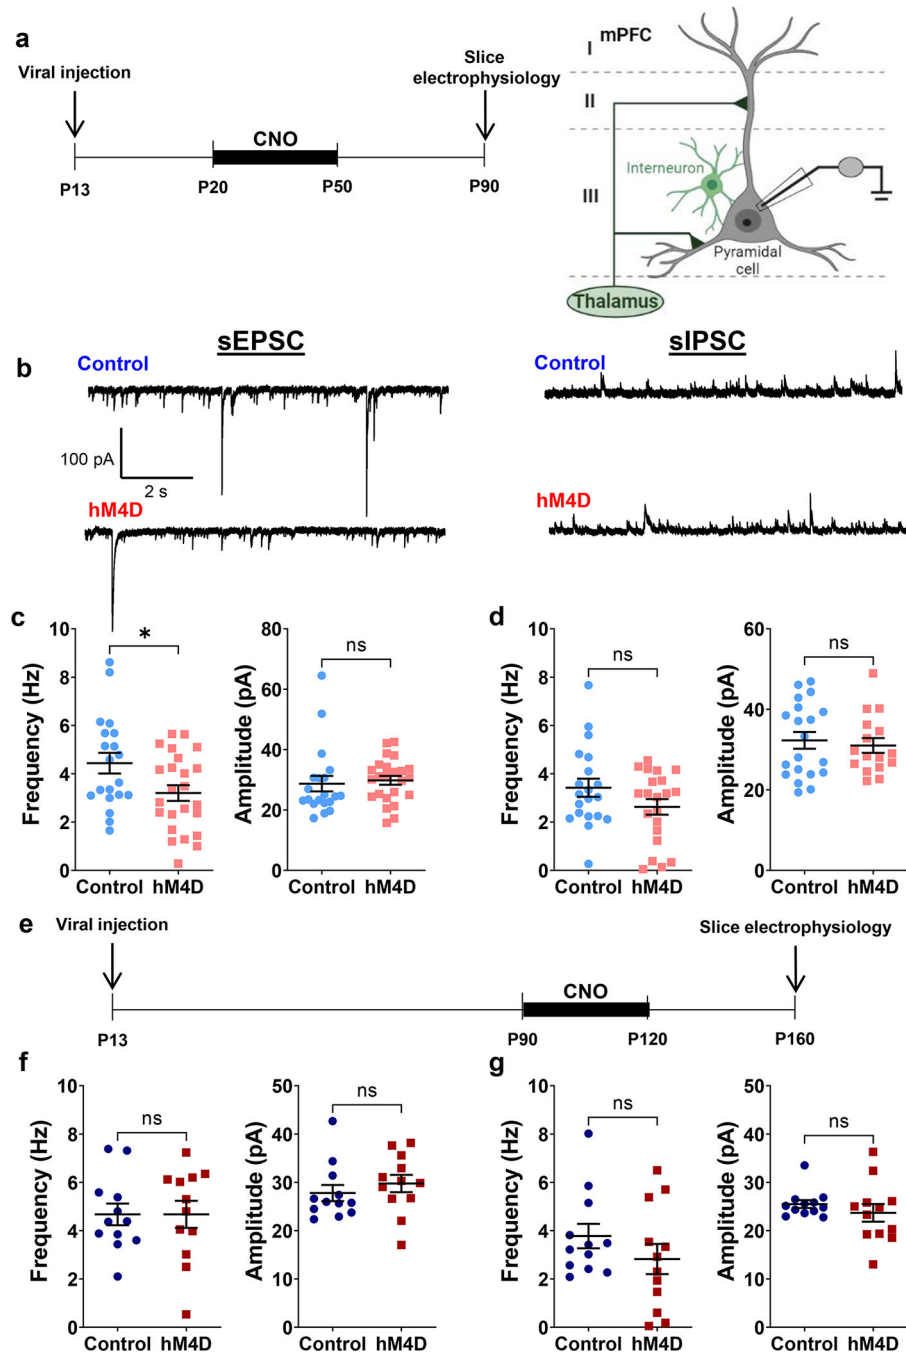 a
Viral injection
Slice
electrophysiology
CNO
P13
P20
P50
P90
mPFC
I
II
III
Interneuron
Pyramidal
cell
Thalamus
b
sEPSC
sIPSC
Control
Control
100 pA
2 s
hM4D
hM4D
c
10
8
6
4
2
0
Frequency (Hz)
*
Control hM4D
80
60
40
20
0
Amplitude (pA)
ns
Control hM4D
d
10
8
6
4
2
0
Frequency (Hz)
ns
Control hM4D
60
40
20
0
Amplitude (pA)
ns
Control hM4D
e
Viral injection
Slice electrophysiology
CNO
P13
P90
P120
P160
f
10
8
6
4
2
0
Frequency (Hz)
ns
Control hM4D
50
40
30
20
10
0
Amplitude (pA)
ns
Control hM4D
g
10
8
6
4
2
0
Frequency (Hz)
ns
Control hM4D
50
40
30
20
10
0
Amplitude (pA)
ns
Control hM4D